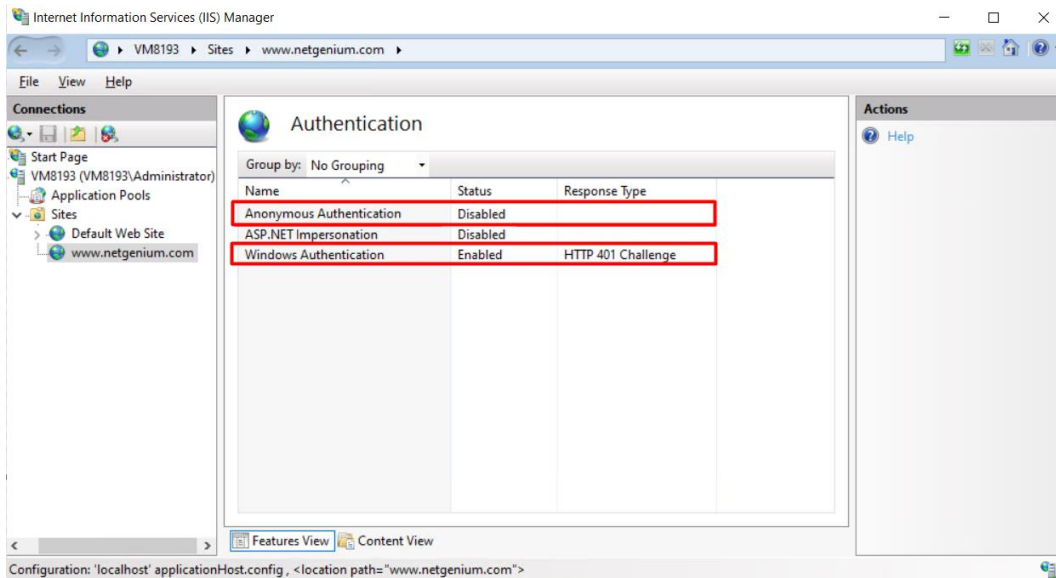 Internet Information Services (IIS) Manager
VM8193 Sites www.netgenium.com
File View Help
Connections
Start Page
VM8193 (VM8193\Administrator)
Application Pools
Sites
Default Web Site
www.netgenium.com
Authentication
Group by: No Grouping
Name Status Response Type
Anonymous Authentication Disabled
ASP.NET Impersonation Disabled
Windows Authentication Enabled HTTP 401 Challenge
Features View Content View
Actions
Help
Configuration: 'localhost' applicationHost.config , <location path="www.netgenium.com">